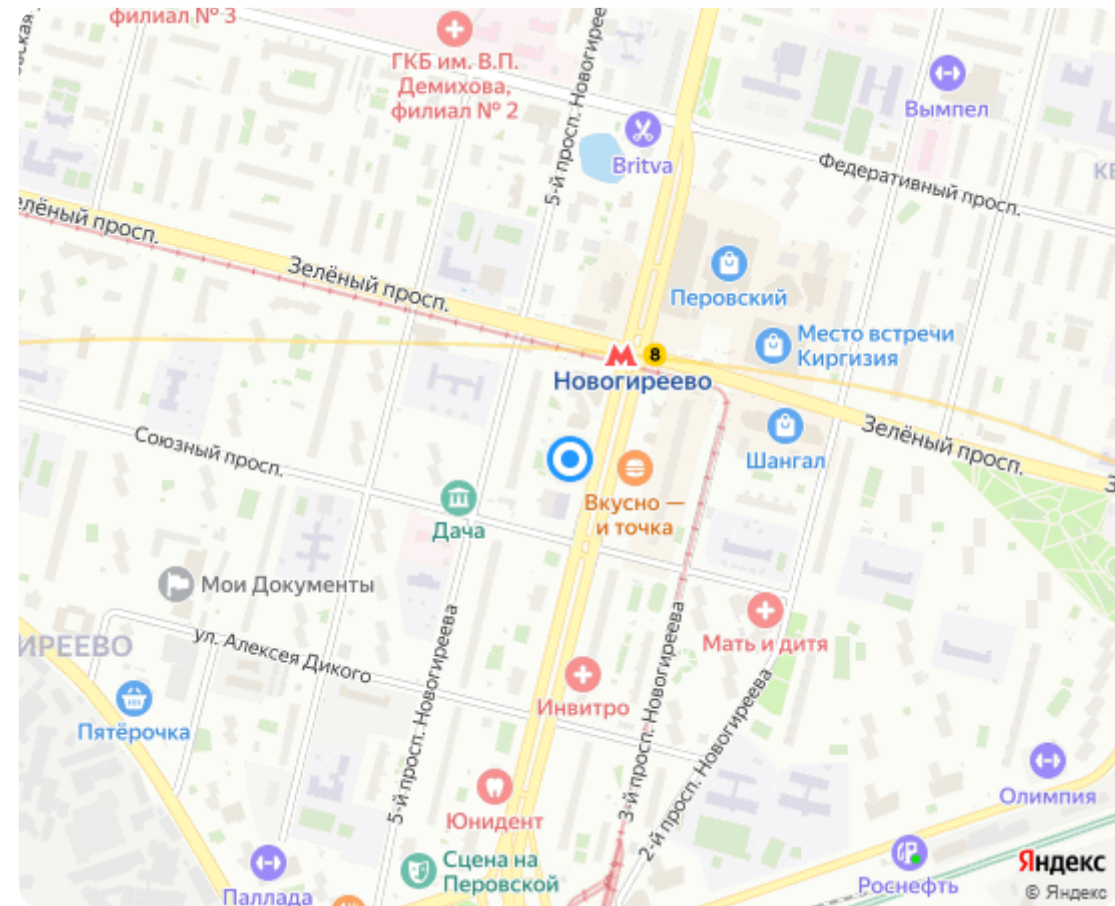 филиал № 3
ГКБ им. В.П.
Демихова,
филиал № 2
5-й просп. Новогирее
Britva
Вымпел
Федеративный просп.
КЕ
елёный просп.
Зелёный просп.
Перовский
Место встречи
Киргизия
8
Новогиреево
Зелёный просп.
З
Шангал
Союзный просп.
Вкусно —
и точка
Дача
Мои Документы
ул. Алексея Дикого
ИРЕЕВО
Пятёрочка
5-й просп. Новогиреева
Мать и дитя
Инвитро
3-й просп. Новогиреева
2-й просп. Новогиреева
Юнидент
Сцена на
Перовской
Паллада
Олимпия
Роснефть
Яндекс
© Яндекс